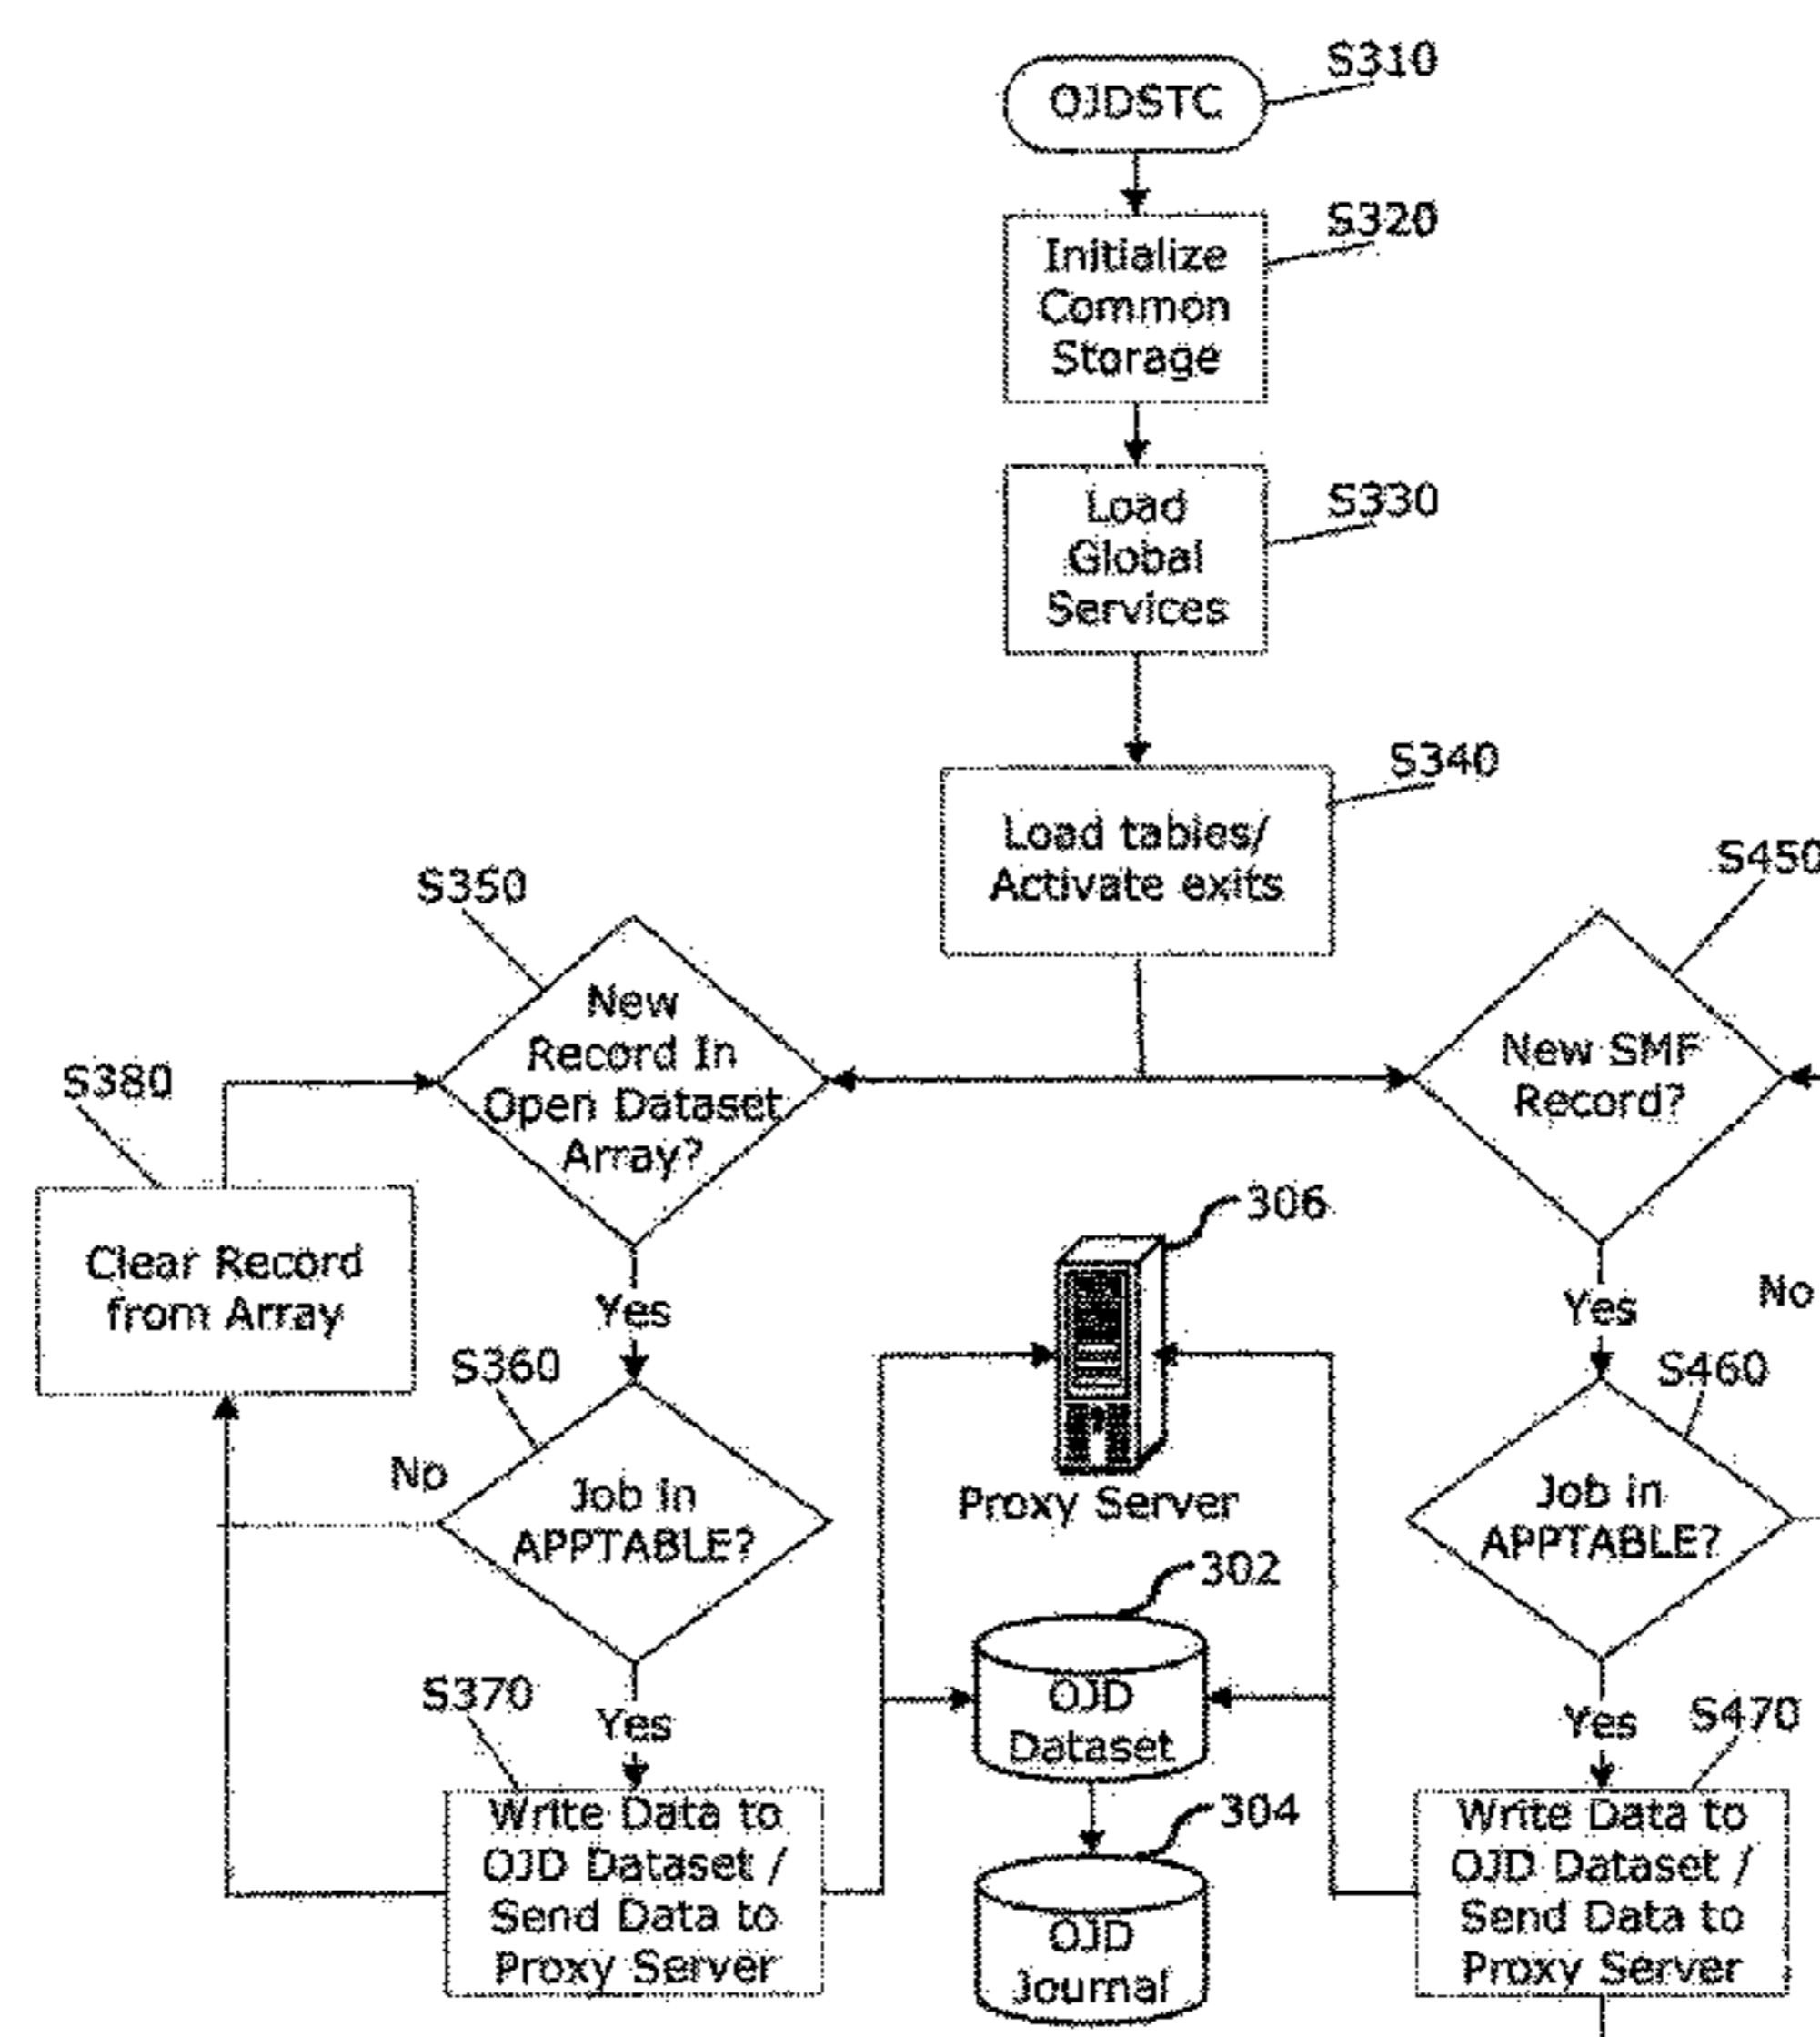 OJDSTC
S310
Initialize
Common
Storage
S320
Load
Global
Services
S330
Load tables/
Activate exits
S340
S350
New
Record In
Open Dataset
Array?
S450
New SMF
Record?
S380
Clear Record
from Array
Yes
306
Proxy Server
Yes
No
S360
No
Job in
APPTABLE?
S460
Job in
APPTABLE?
302
OJD
Dataset
S370
Yes
Write Data to
OJD Dataset /
Send Data to
Proxy Server
304
OJD
Journal
Yes
S470
Write Data to
OJD Dataset /
Send Data to
Proxy Server